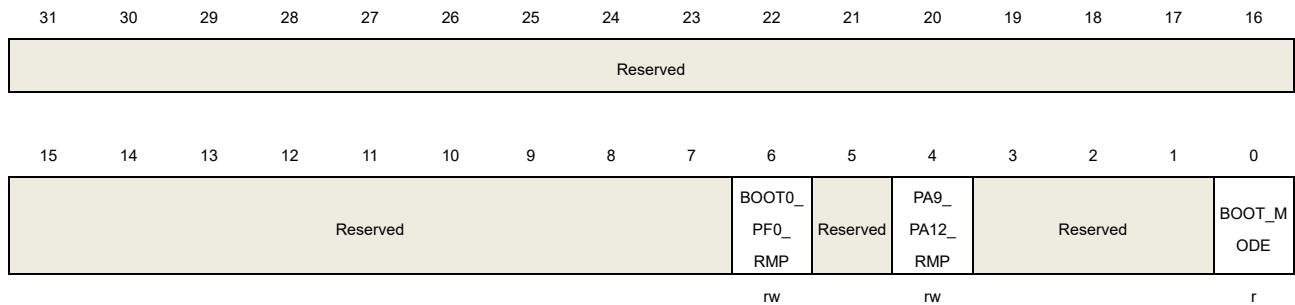 31 30 29 28 27 26 25 24 23 22 21 20 19 18 17 16
Reserved
15 14 13 12 11 10 9 8 7 6 5 4 3 2 1 0
Reserved
BOOT0_
PF0_
RMP
Reserved
PA9_
PA12_
RMP
Reserved
BOOT_M
ODE
rw rw r